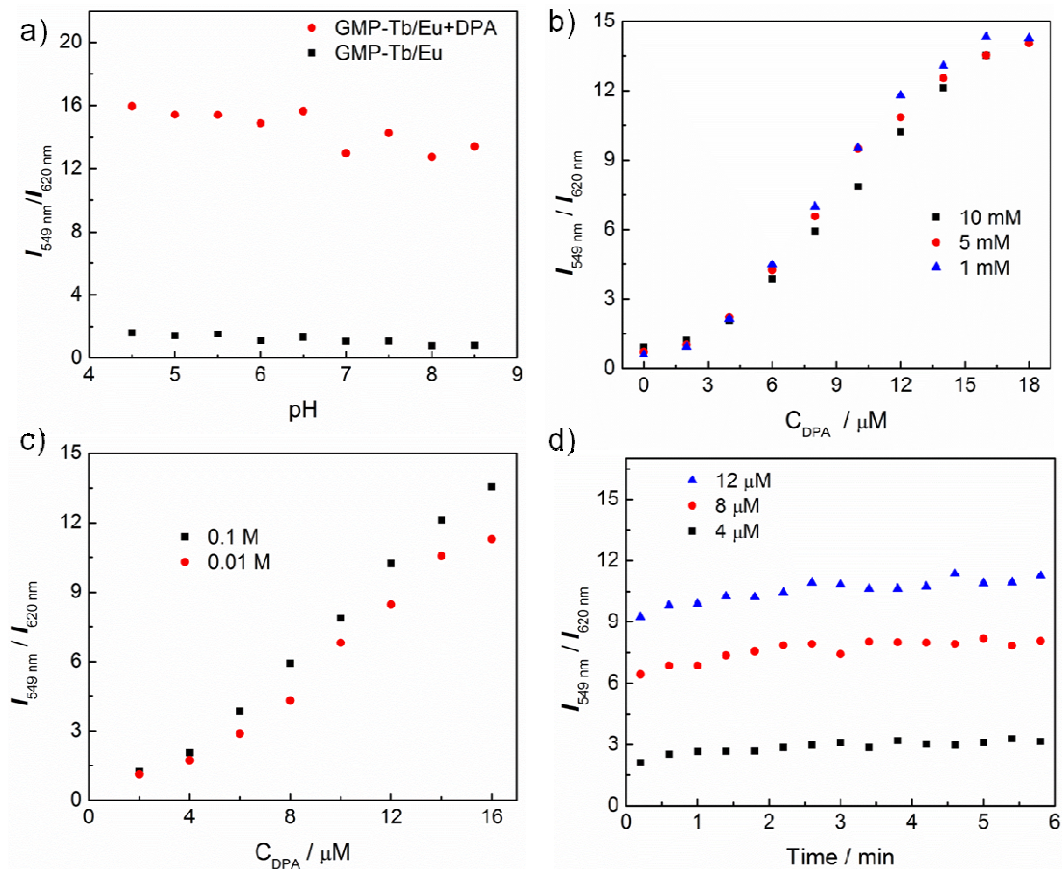 a)
GMP-Tb/Eu+DPA
GMP-Tb/Eu
20
16
12
8
4
0
I549 nm/I620 nm
4 5 6 7 8 9
pH
b)
15
12
9
6
3
0
I549 nm / I620 nm
10 mM
5 mM
1 mM
0 3 6 9 12 15 18
CDPA / μM
c)
15
12
9
6
3
0
I549 nm / I620 nm
0.1 M
0.01 M
0 4 8 12 16
CDPA / μM
d)
12 μM
8 μM
4 μM
15
12
9
6
3
0
I549 nm / I620 nm
0 1 2 3 4 5 6
Time / min